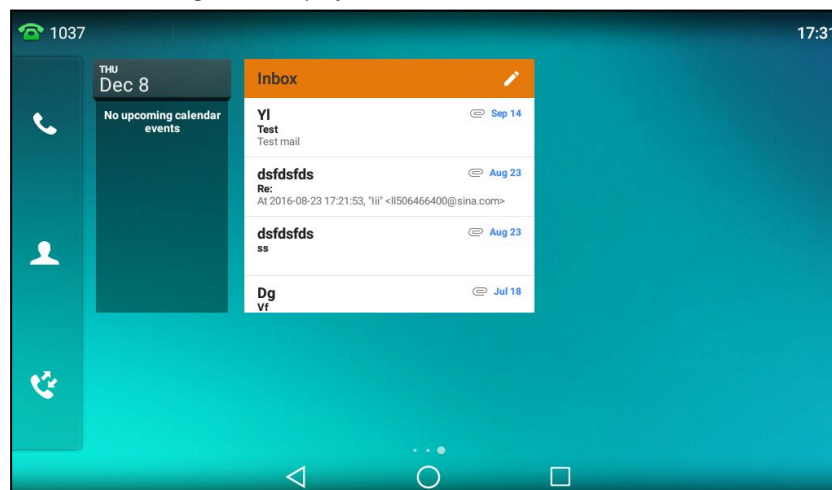 1037
17:31
THU
Dec 8
No upcoming calendar
events
Inbox
Yl
Sep 14
Test
Test mail
dsfdsfds
Aug 23
Re:
At 2016-08-23 17:21:53, "Iii" <ll506466400@sina.com>
dsfdsfds
Aug 23
ss
Dg
Jul 18
Vf